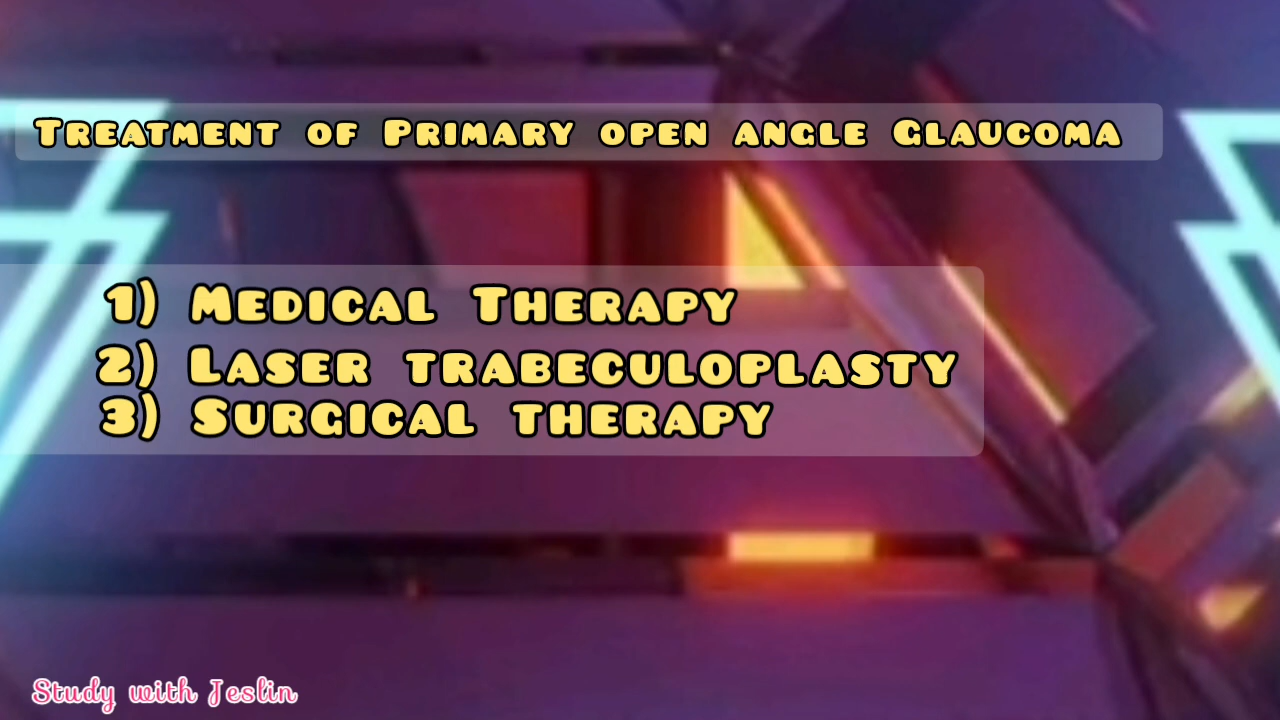 Treatment of Primary open angle Glaucoma
1) Medical Therapy
2) Laser trabeculoplasty
3) Surgical therapy
Study with Jeslin